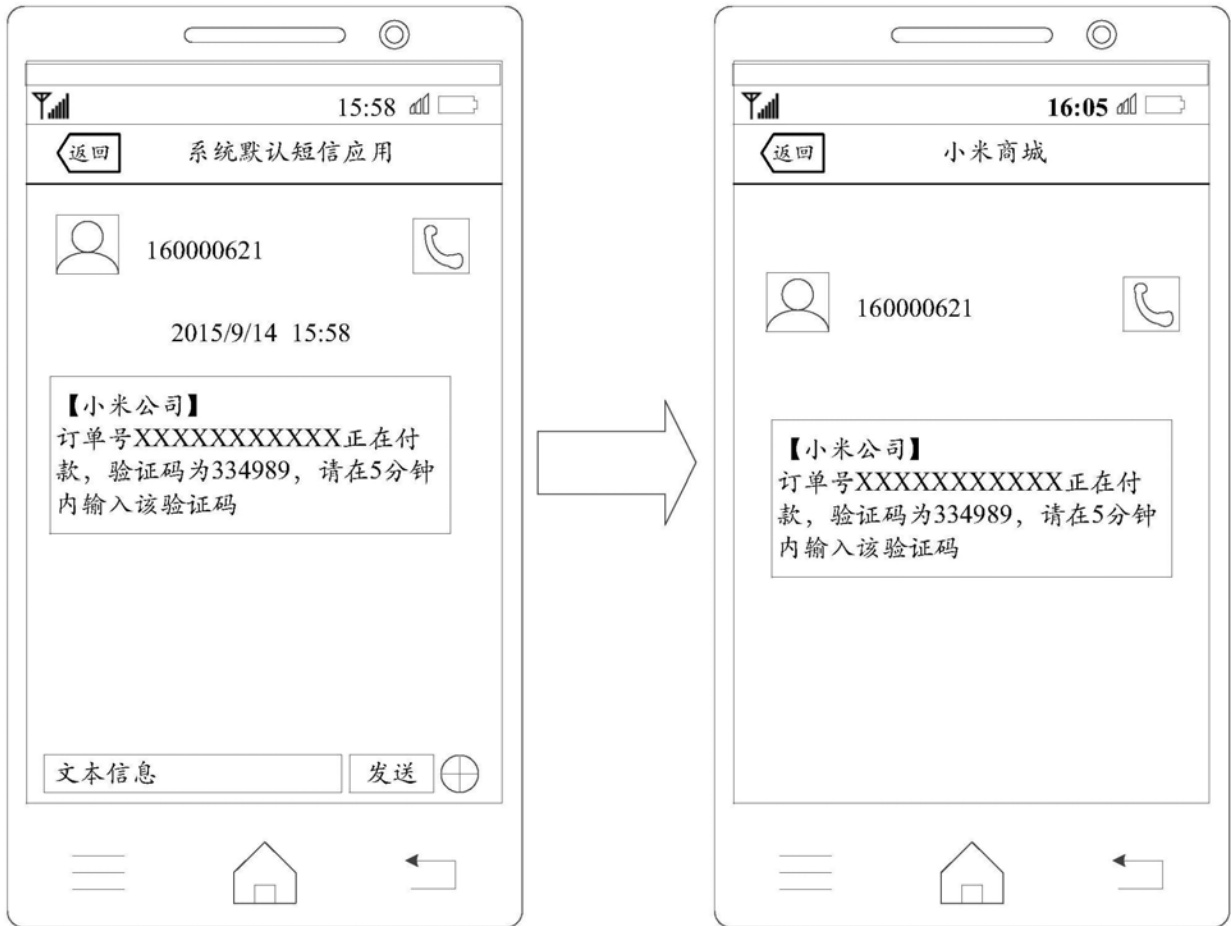 15:58
返回
系统默认短信应用
160000621
2015/9/14 15:58
【小米公司】
订单号XXXXXXXXXXX正在付
款，验证码为334989，请在5分钟
内输入该验证码
文本信息
发送
16:05
返回
小米商城
160000621
【小米公司】
订单号XXXXXXXXXXX正在付
款，验证码为334989，请在5分钟
内输入该验证码